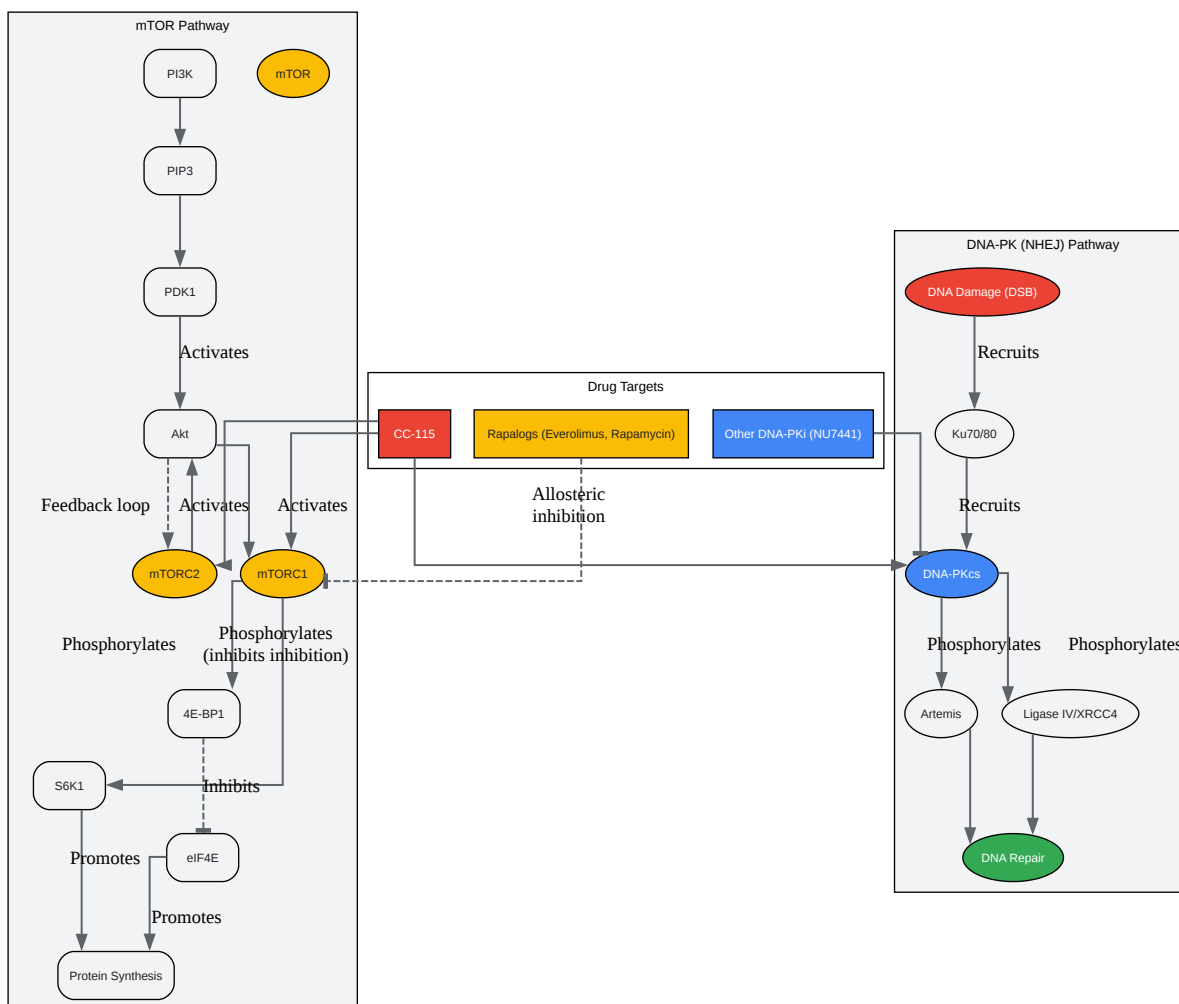 mTOR Pathway
PI3K
mTOR
PIP3
PDK1
Activates
Akt
Feedback loop
Activates
Activates
mTORC2
mTORC1
Phosphorylates
Phosphorylates
(inhibits inhibition)
4E-BP1
S6K1
Inhibits
eIF4E
Promotes
Promotes
Protein Synthesis
Drug Targets
CC-115
Rapalogs (Everolimus, Rapamycin)
Other DNA-PKi (NU7441)
Allosteric
inhibition
DNA-PK (NHEJ) Pathway
DNA Damage (DSB)
Recruits
Ku70/80
Recruits
DNA-PKcs
Phosphorylates
Phosphorylates
Artemis
Ligase IV/XRCC4
DNA Repair